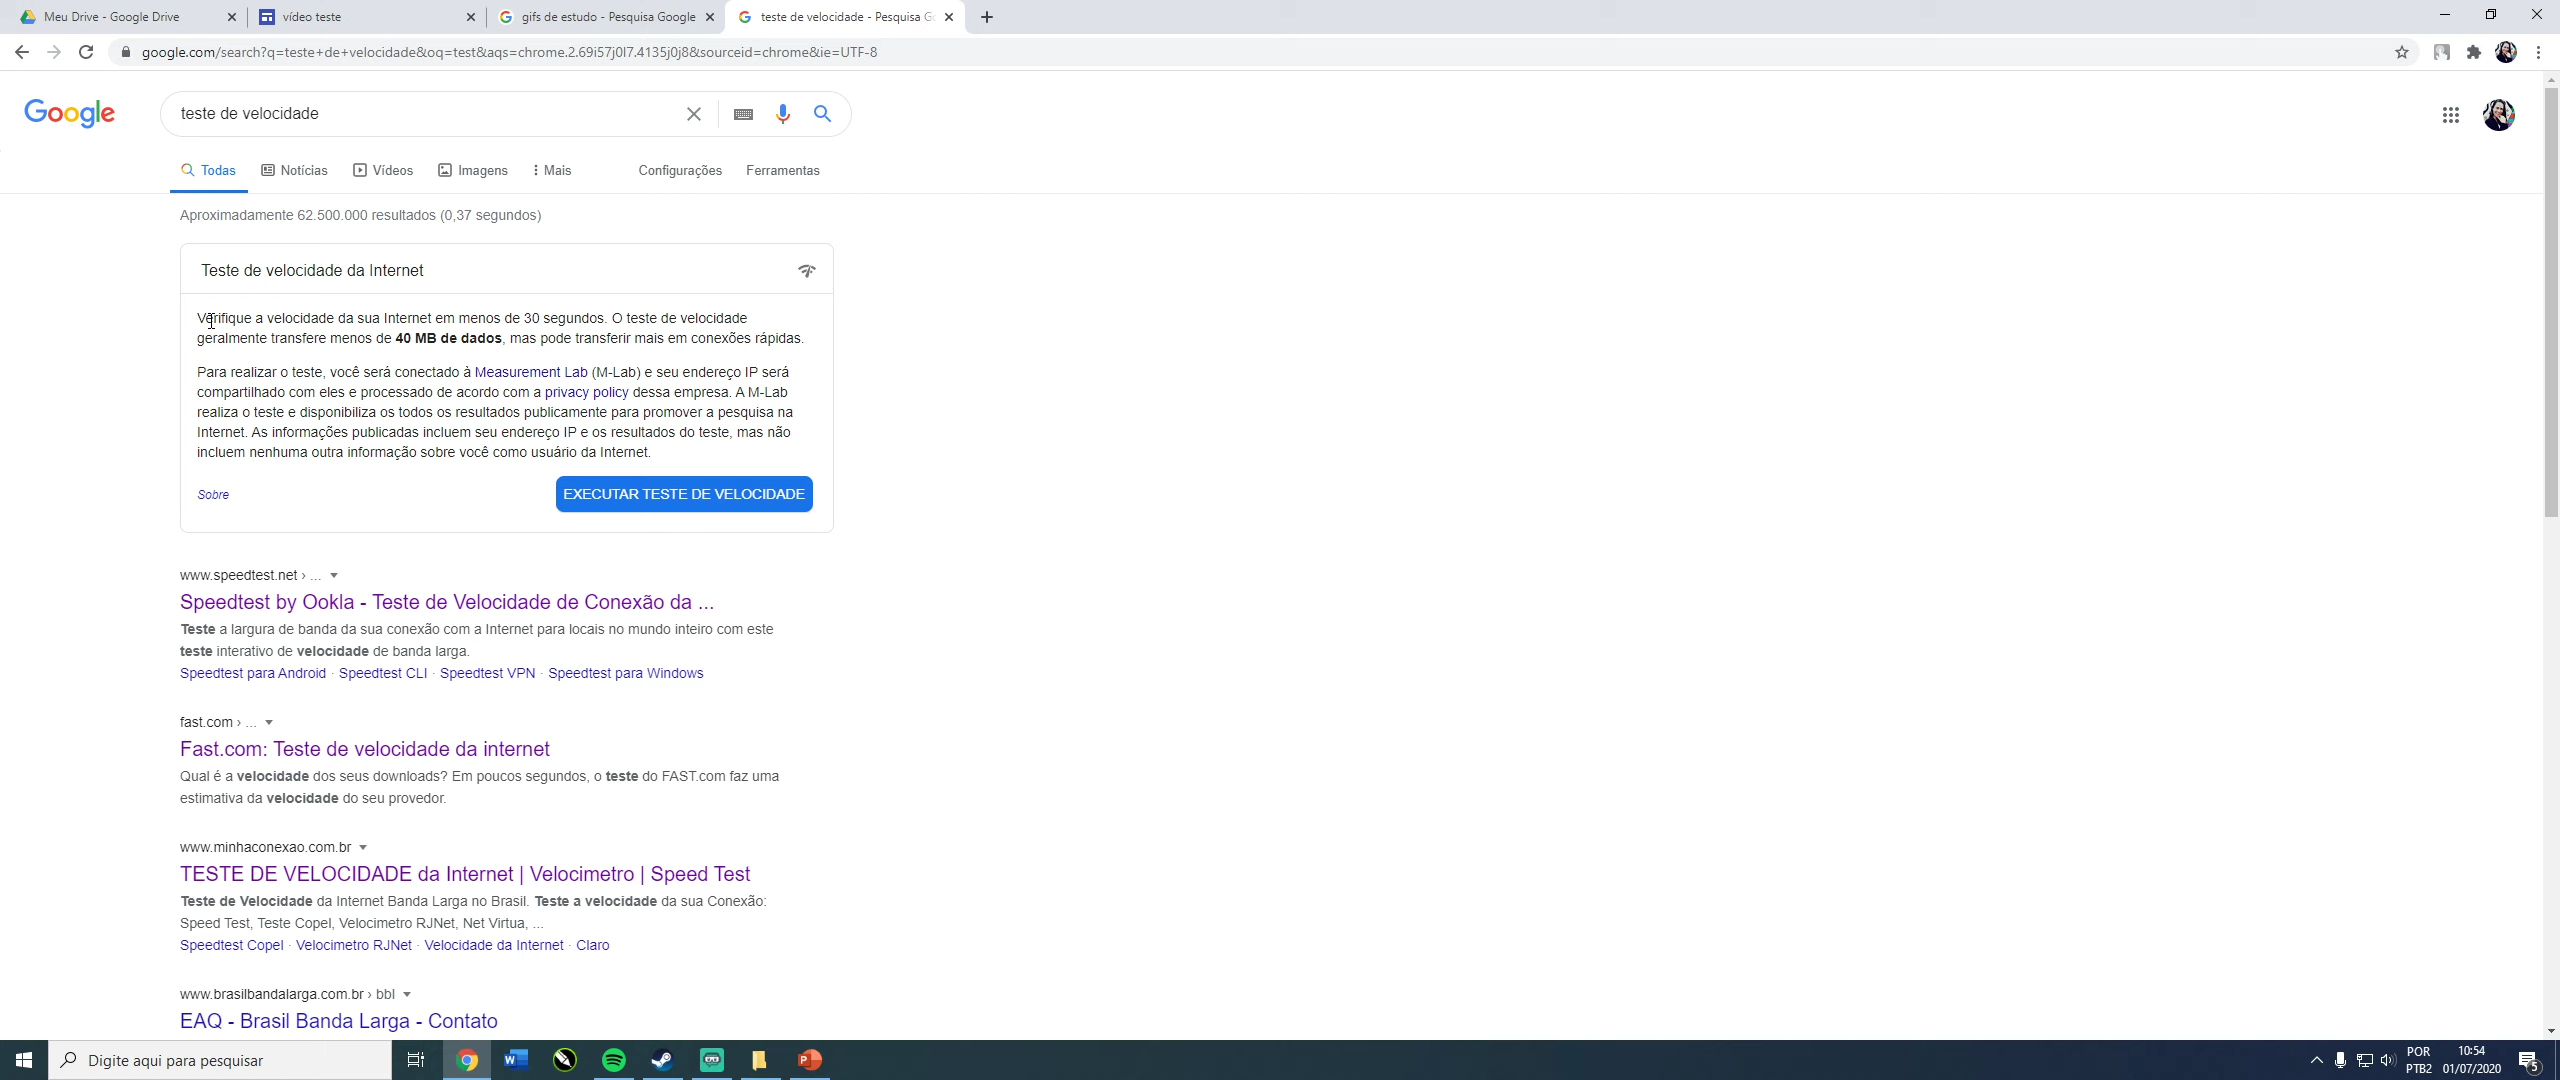 Meu Drive - Google Drive
vídeo teste
gifs de estudo - Pesquisa Google
teste de velocidade - Pesquisa G
google.com/search?q=teste+de+velocidade&oq=test&aqs=chrome.2.69i57j0l7.4135j0j8&sourceid=chrome&ie=UTF-8
Google
teste de velocidade
Todas
Notícias
Vídeos
Imagens
Mais
Configurações
Ferramentas
Aproximadamente 62.500.000 resultados (0,37 segundos)
Teste de velocidade da Internet
Verifique a velocidade da sua Internet em menos de 30 segundos. O teste de velocidade
geralmente transfere menos de 40 MB de dados, mas pode transferir mais em conexões rápidas.
Para realizar o teste, você será conectado à Measurement Lab (M-Lab) e seu endereço IP será
compartilhado com eles e processado de acordo com a privacy policy dessa empresa. A M-Lab
realiza o teste e disponibiliza os todos os resultados publicamente para promover a pesquisa na
Internet. As informações publicadas incluem seu endereço IP e os resultados do teste, mas não
incluem nenhuma outra informação sobre você como usuário da Internet.
Sobre
EXECUTAR TESTE DE VELOCIDADE
www.speedtest.net › ...
Speedtest by Ookla - Teste de Velocidade de Conexão da ...
Teste a largura de banda da sua conexão com a Internet para locais no mundo inteiro com este
teste interativo de velocidade de banda larga.
Speedtest para Android · Speedtest CLI · Speedtest VPN · Speedtest para Windows
fast.com › ...
Fast.com: Teste de velocidade da internet
Qual é a velocidade dos seus downloads? Em poucos segundos, o teste do FAST.com faz uma
estimativa da velocidade do seu provedor.
www.minhaconexao.com.br
TESTE DE VELOCIDADE da Internet | Velocimetro | Speed Test
Teste de Velocidade da Internet Banda Larga no Brasil. Teste a velocidade da sua Conexão:
Speed Test, Teste Copel, Velocimetro RJNet, Net Virtua, ...
Speedtest Copel · Velocimetro RJNet · Velocidade da Internet · Claro
www.brasilbandalarga.com.br › bbl
EAQ - Brasil Banda Larga - Contato
Digite aqui para pesquisar
POR
PTB2
10:54
01/07/2020
5